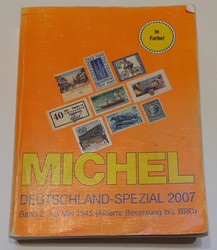 In
Farbe!
MICHEL
DEUTSCHLAND-SPEZIAL 2007
Band 2: Ab Mai 1945 (Alliierte Besetzung bis BRD)